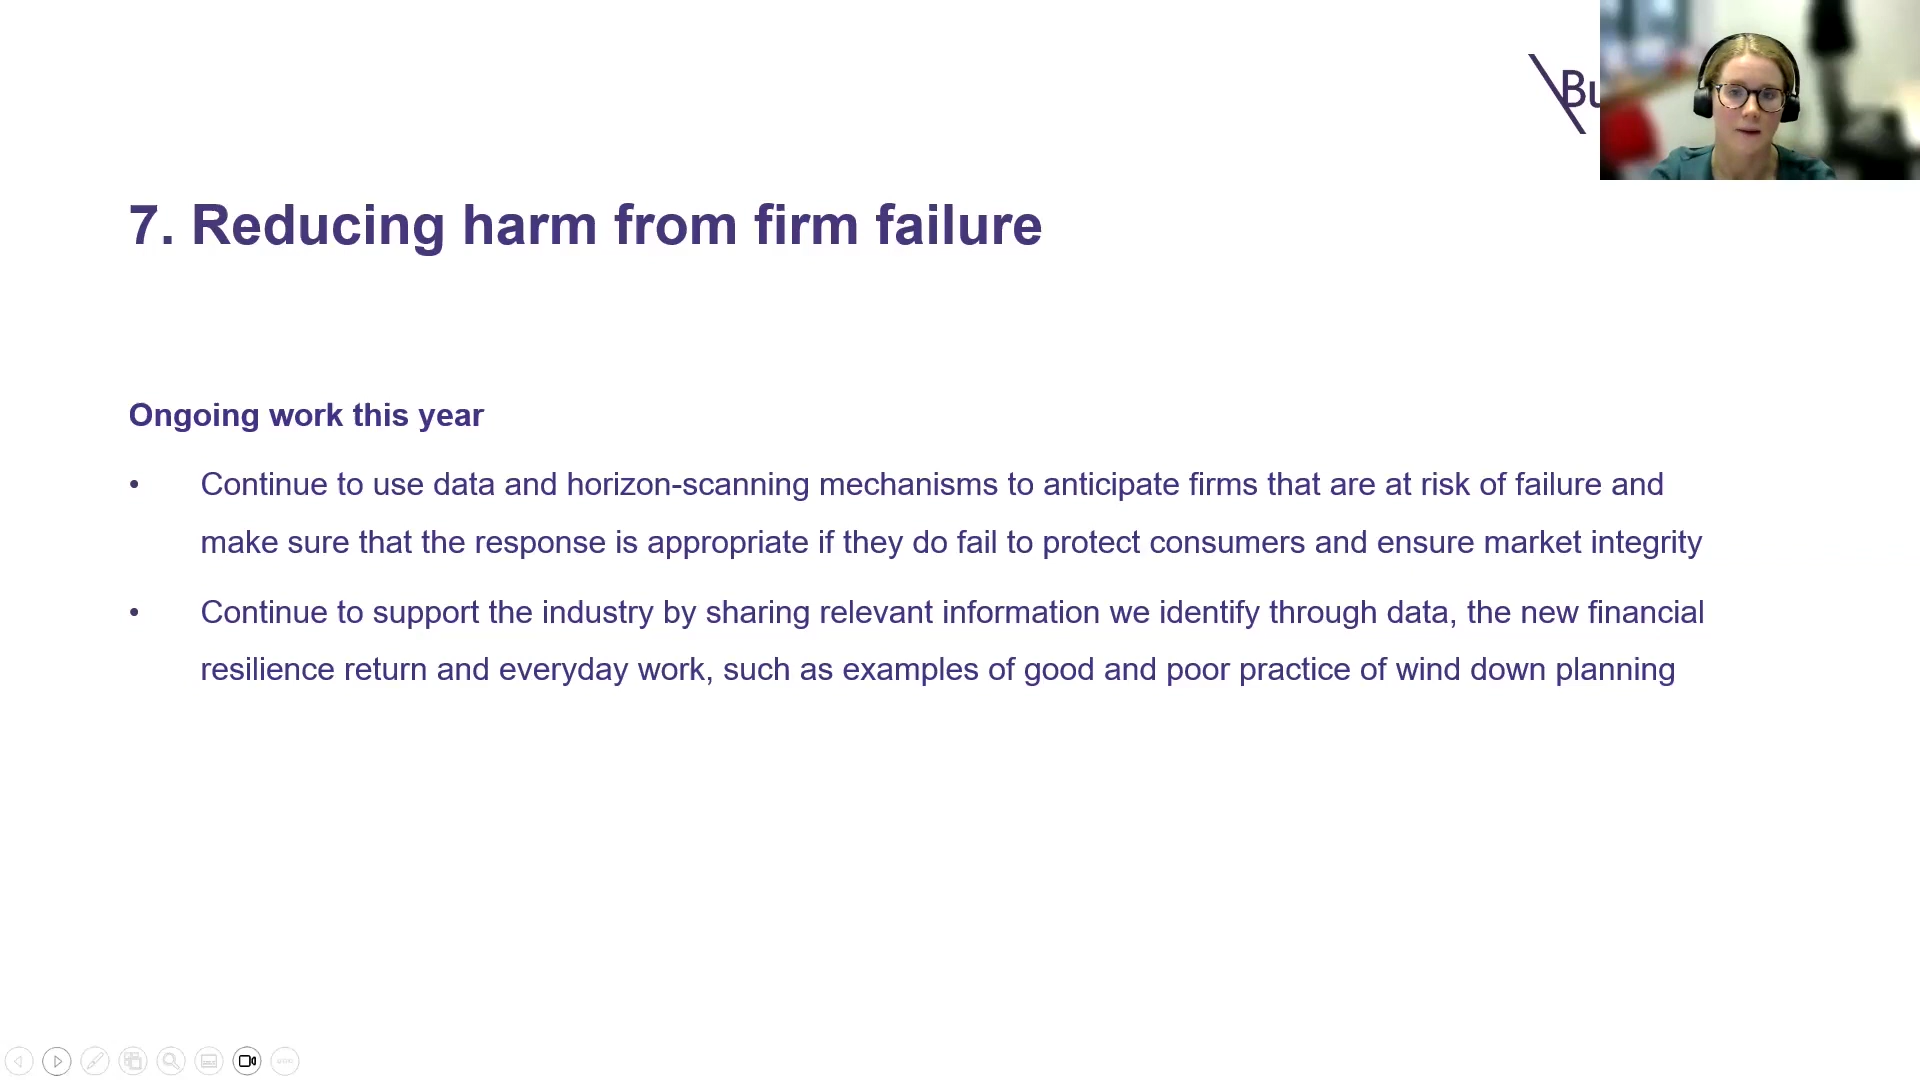 Bu
7. Reducing harm from firm failure
Ongoing work this year
• Continue to use data and horizon-scanning mechanisms to anticipate firms that are at risk of failure and
make sure that the response is appropriate if they do fail to protect consumers and ensure market integrity
• Continue to support the industry by sharing relevant information we identify through data, the new financial
resilience return and everyday work, such as examples of good and poor practice of wind down planning